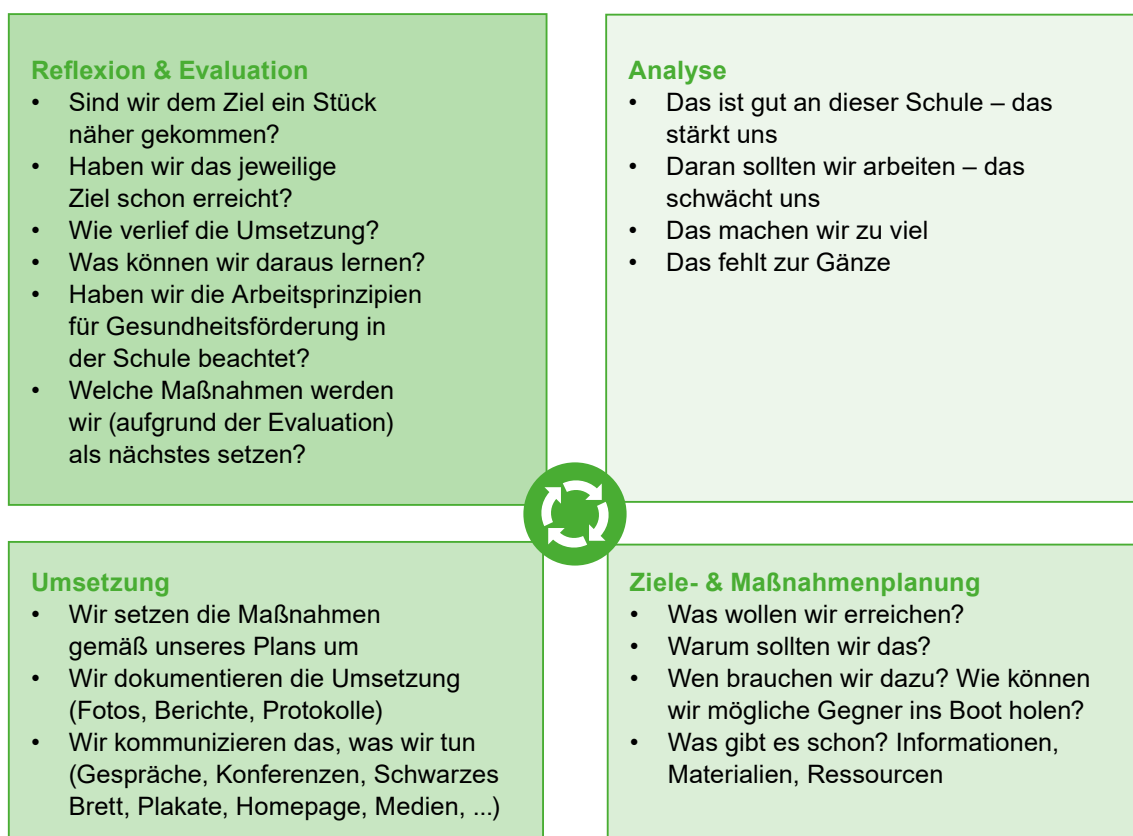 Reflexion & Evaluation
• Sind wir dem Ziel ein Stück
näher gekommen?
• Haben wir das jeweilige
Ziel schon erreicht?
• Wie verlief die Umsetzung?
• Was können wir daraus lernen?
• Haben wir die Arbeitsprinzipien
für Gesundheitsförderung in
der Schule beachtet?
• Welche Maßnahmen werden
wir (aufgrund der Evaluation)
als nächstes setzen?
Analyse
• Das ist gut an dieser Schule – das
stärkt uns
• Daran sollten wir arbeiten – das
schwächt uns
• Das machen wir zu viel
• Das fehlt zur Gänze
Umsetzung
• Wir setzen die Maßnahmen
gemäß unseres Plans um
• Wir dokumentieren die Umsetzung
(Fotos, Berichte, Protokolle)
• Wir kommunizieren das, was wir tun
(Gespräche, Konferenzen, Schwarzes
Brett, Plakate, Homepage, Medien, ...)
Ziele- & Maßnahmenplanung
• Was wollen wir erreichen?
• Warum sollten wir das?
• Wen brauchen wir dazu? Wie können
wir mögliche Gegner ins Boot holen?
• Was gibt es schon? Informationen,
Materialien, Ressourcen